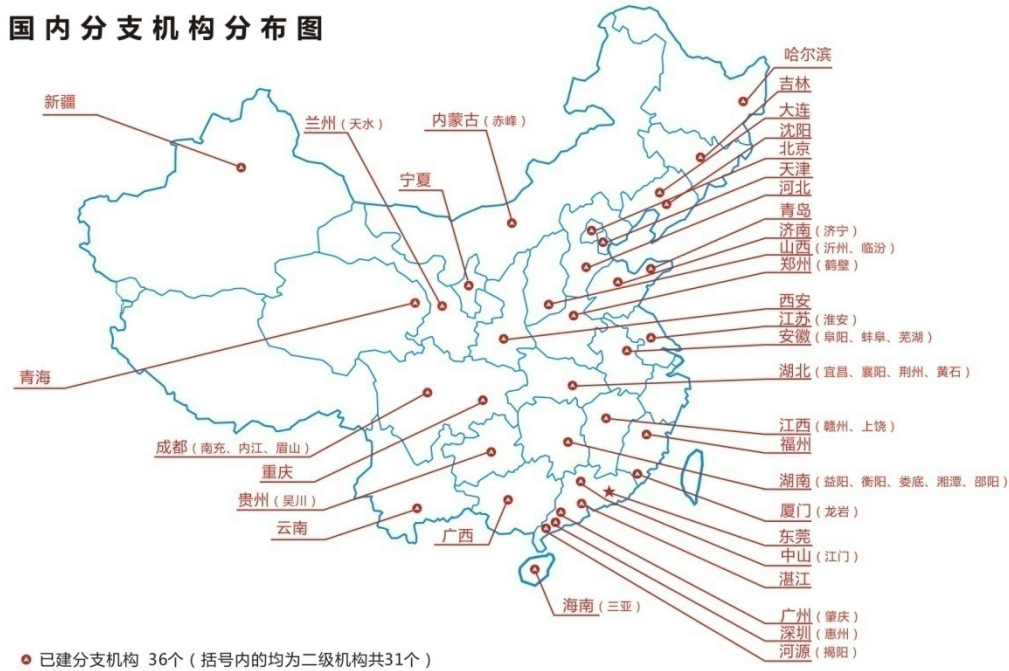 国内分支机构分布图
哈尔滨
吉林
大连
沈阳
北京
天津
河北
青岛
济南（济宁）
山西（沂州、临汾）
郑州（鹤壁）
西安
江苏（淮安）
安徽（阜阳、蚌阜、芜湖）
湖北（宜昌、襄阳、荆州、黄石）
江西（赣州、上饶）
福州
湖南（益阳、衡阳、娄底、湘潭、邵阳）
厦门（龙岩）
东莞
中山（江门）
湛江
广州（肇庆）
深圳（惠州）
河源（揭阳）
新疆
兰州（天水）
内蒙古（赤峰）
宁夏
青海
成都（南充、内江、眉山）
重庆
贵州（吴川）
云南
广西
海南（三亚）
已建分支机构 36个（括号内的均为二级机构共31个）